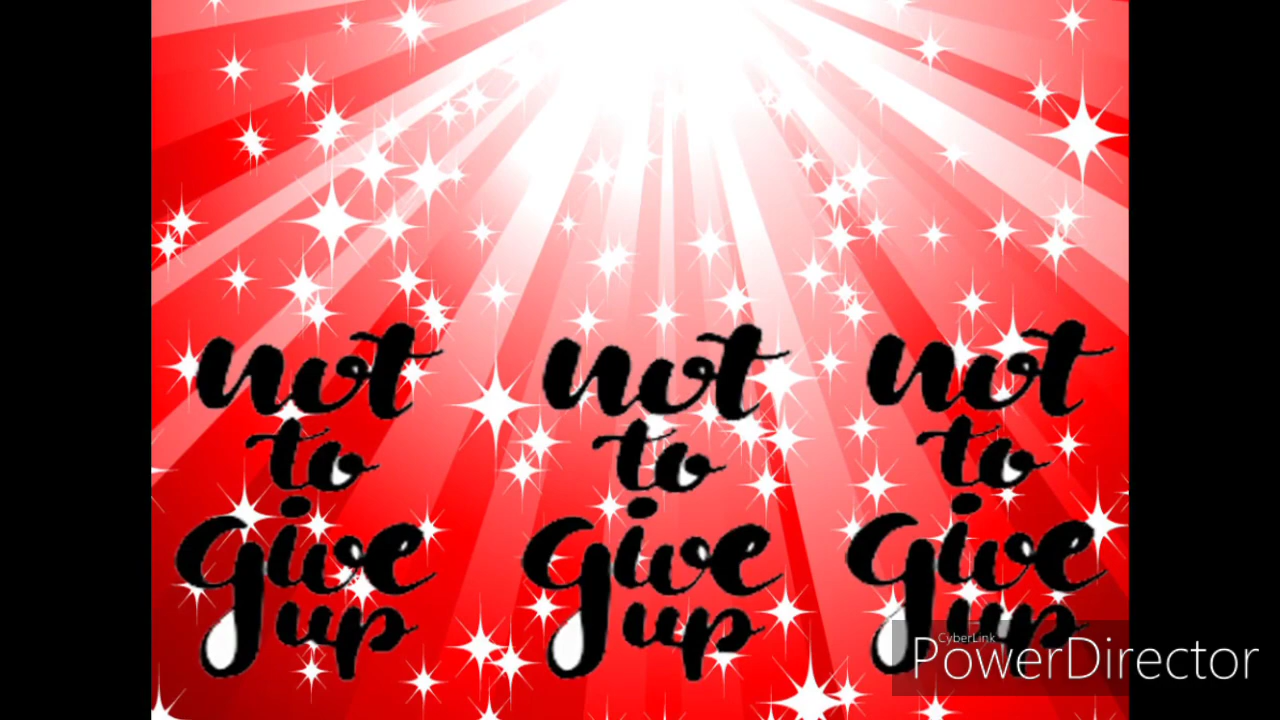 not not not
to to to
give give give
up up up
CyberLink
PowerDirector